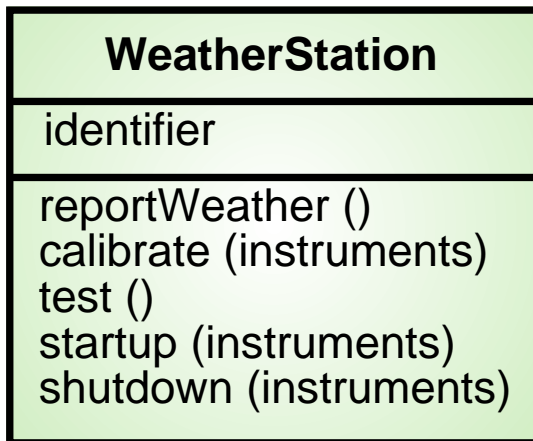 WeatherStation
identifier
reportWeather ()
calibrate (instruments)
test ()
startup (instruments)
shutdown (instruments)